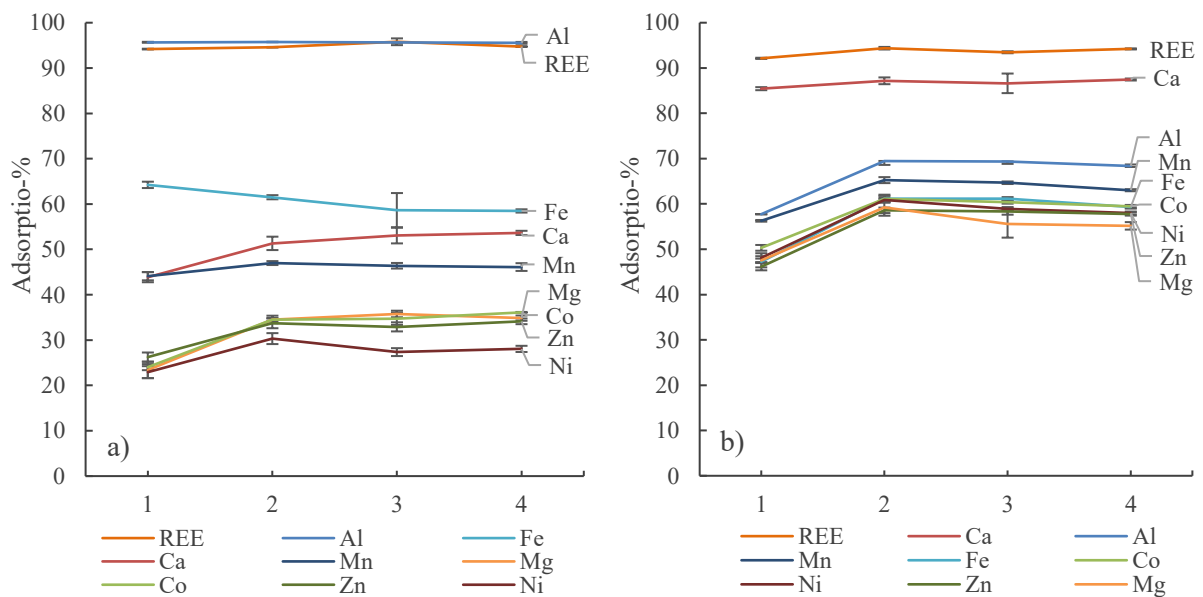 Adsorptio-%
100
90
80
70
60
50
40
30
20
10
0
Al
REE
Fe
Ca
Mn
Mg
Co
Zn
Ni
a)
1 2 3 4
REE Al Fe
Ca Mn Mg
Co Zn Ni
Adsorptio-%
100
90
80
70
60
50
40
30
20
10
0
REE
Ca
Al
Mn
Fe
Co
Ni
Zn
Mg
b)
1 2 3 4
REE Ca Al
Mn Fe Co
Ni Zn Mg